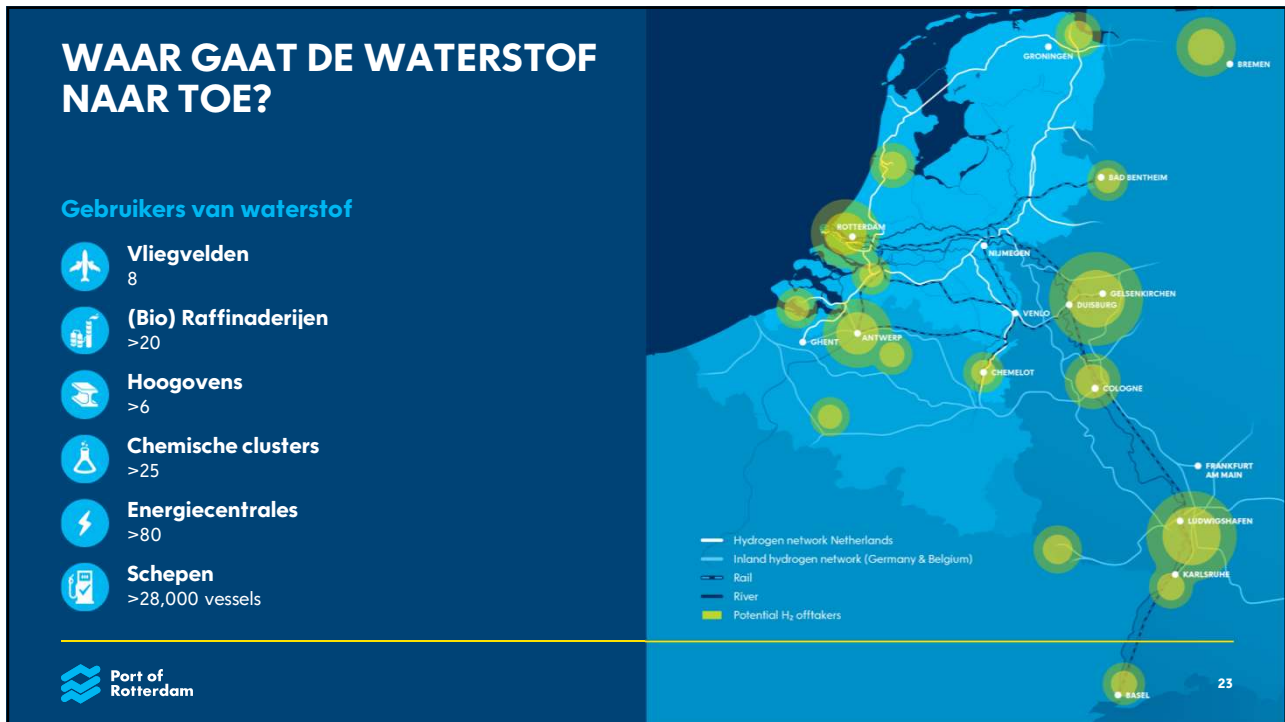 WAAR GAAT DE WATERSTOF
NAAR TOE?
Gebruikers van waterstof
Vliegvelden
8
(Bio) Raffinaderijen
>20
Hoogovens
>6
Chemische clusters
>25
Energiecentrales
>80
Schepen
>28,000 vessels
GRONINGEN
BREMEN
BAD BENTHEIM
ROTTERDAM
NIJMEGEN
GELSENKIRCHEN
DUISBURG
VENLO
GHENT
ANTWERP
CHEMELOT
COLOGNE
FRANKFURT
AM MAIN
LUDWIGSHAFEN
KARLSRUHE
BASEL
Hydrogen network Netherlands
Inland hydrogen network (Germany & Belgium)
Rail
River
Potential H₂ offtakers
Port of
Rotterdam
23